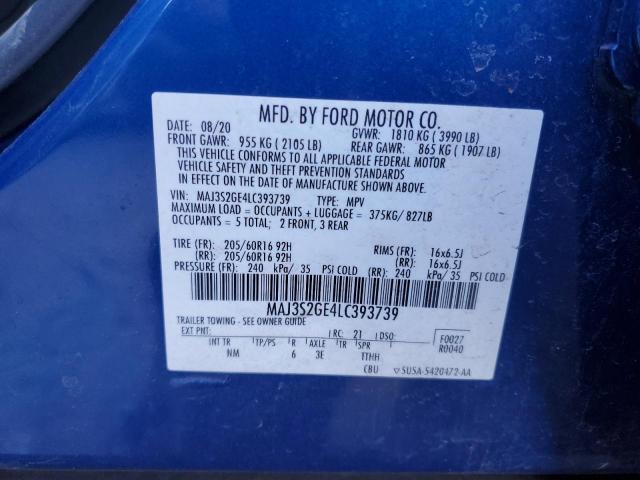 MFD. BY FORD MOTOR CO.
DATE: 08/20 GVWR: 1810 KG ( 3990 LB)
FRONT GAWR: 955 KG ( 2105 LB) REAR GAWR: 865 KG ( 1907 LB)
THIS VEHICLE CONFORMS TO ALL APPLICABLE FEDERAL MOTOR
VEHICLE SAFETY AND THEFT PREVENTION STANDARDS
IN EFFECT ON THE DATE OF MANUFACTURE SHOWN ABOVE.
VIN: MAJ3S2GE4LC393739 TYPE: MPV
MAXIMUM LOAD = OCCUPANTS + LUGGAGE = 375KG/ 827LB
OCCUPANTS = 5 TOTAL; 2 FRONT, 3 REAR
TIRE (FR): 205/60R16 92H RIMS (FR): 16x6.5J
(RR): 205/60R16 92H (RR): 16x6.5J
PRESSURE (FR): 240 kPa/ 35 PSI COLD (RR): 240 kPa/ 35 PSI COLD
MAJ3S2GE4LC393739
TRAILER TOWING - SEE OWNER GUIDE
EXT PNT: RC: 21 DSO: F0027
R0040
INT TR TP/PS R AXLE TR SPR
NM 6 3E TTHH
CBU ▽SU5A-5420472-AA